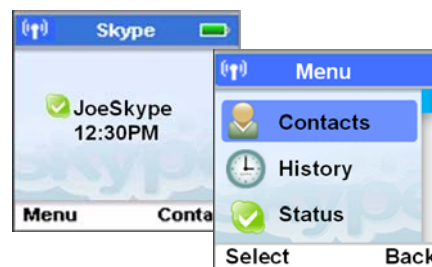 Skype
JoeSkype
12:30PM
Menu Conta
Menu
Contacts
History
Status
Select Back